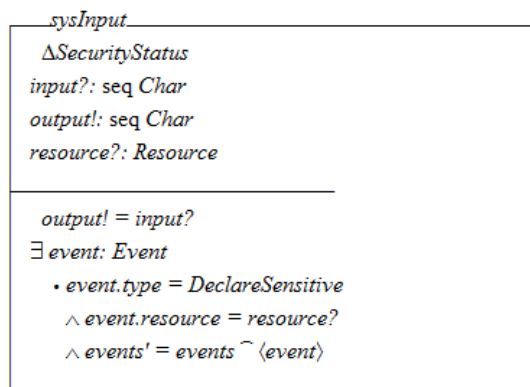 sysInput
ΔSecurityStatus
input?: seq Char
output!: seq Char
resource?: Resource
output! = input?
∃ event: Event
• event.type = DeclareSensitive
∧ event.resource = resource?
∧ events' = events ⌢ ⟨event⟩